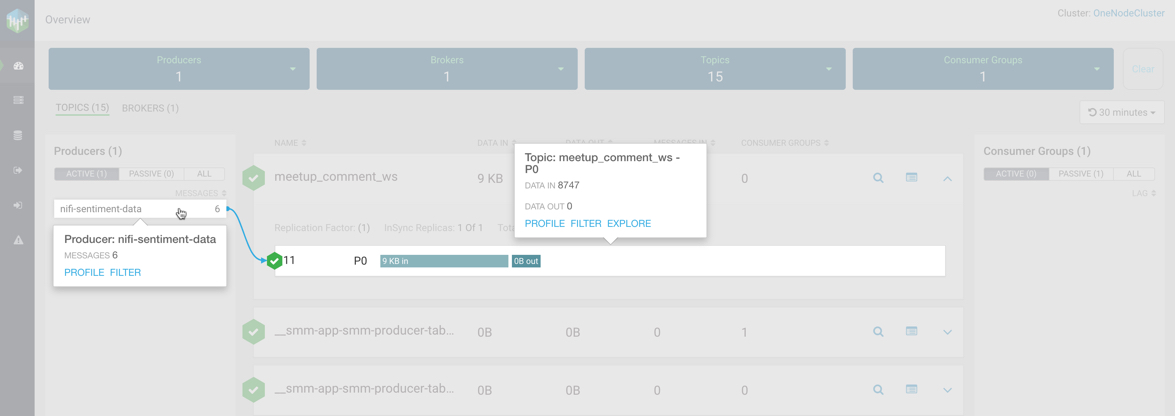 Overview
Cluster: OneNodeCluster
Producers
1
Brokers
1
Topics
15
Consumer Groups
1
Clear
TOPICS (15)
BROKERS (1)
30 minutes
Producers (1)
ACTIVE (1)
PASSIVE (0)
ALL
MESSAGES
nifi-sentiment-data
6
Producer: nifi-sentiment-data
MESSAGES 6
PROFILE FILTER
NAME
DATA IN
DATA OUT
MESSAGES IN
CONSUMER GROUPS
meetup_comment_ws
9 KB
0
Topic: meetup_comment_ws -
P0
DATA IN 8747
DATA OUT 0
PROFILE FILTER EXPLORE
Replication Factor: (1)
InSync Replicas: 1 Of 1
11
P0
9 KB in
0B out
__smm-app-smm-producer-tab...
0B
0B
0
1
__smm-app-smm-producer-tab...
0B
0B
0
0
Consumer Groups (1)
ACTIVE (0)
PASSIVE (1)
ALL
LAG